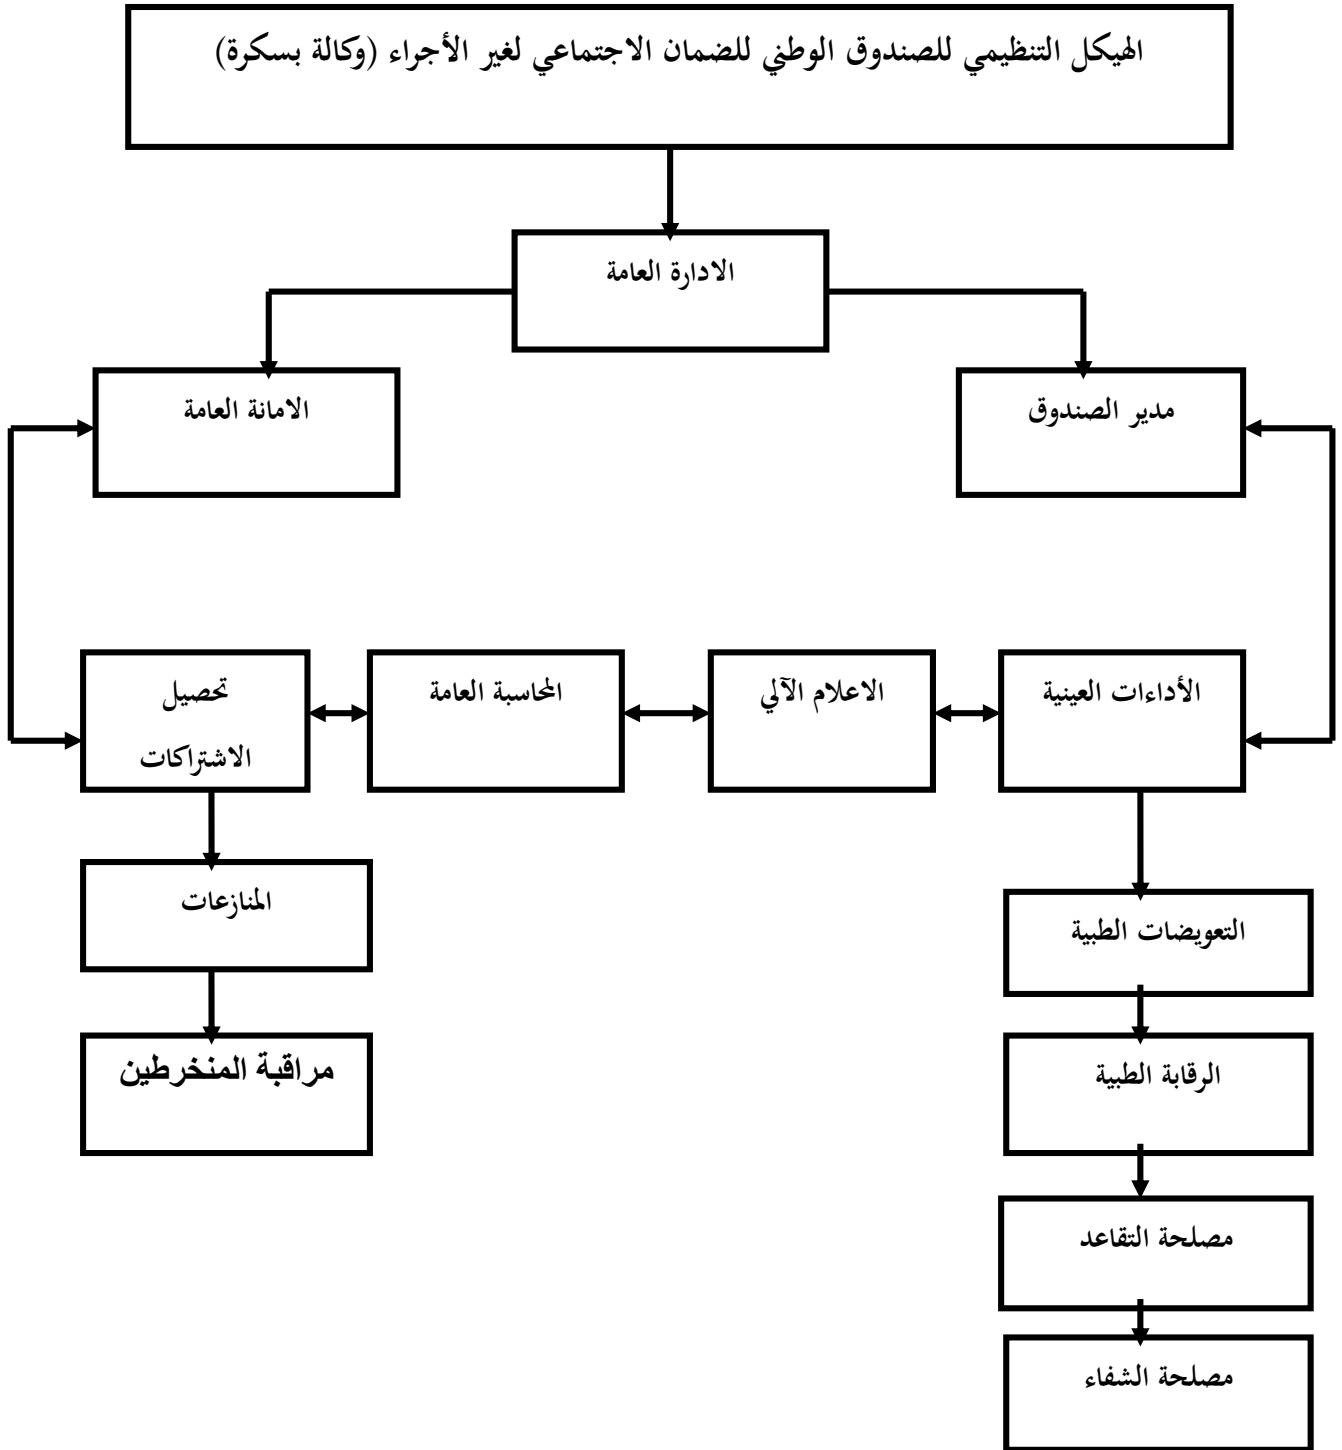 الهيكل التنظيمي للصندوق الوطني للضمان الاجتماعي لغير الأجراء (وكالة بسكرة)
الادارة العامة
مدير الصندوق
الامانة العامة
الأداءات العينية
الاعلام الآلي
المحاسبة العامة
تحصيل
الاشتراكات
المنازعات
التعويضات الطبية
مراقبة المنخرطين
الرقابة الطبية
مصلحة التقاعد
مصلحة الشفاء